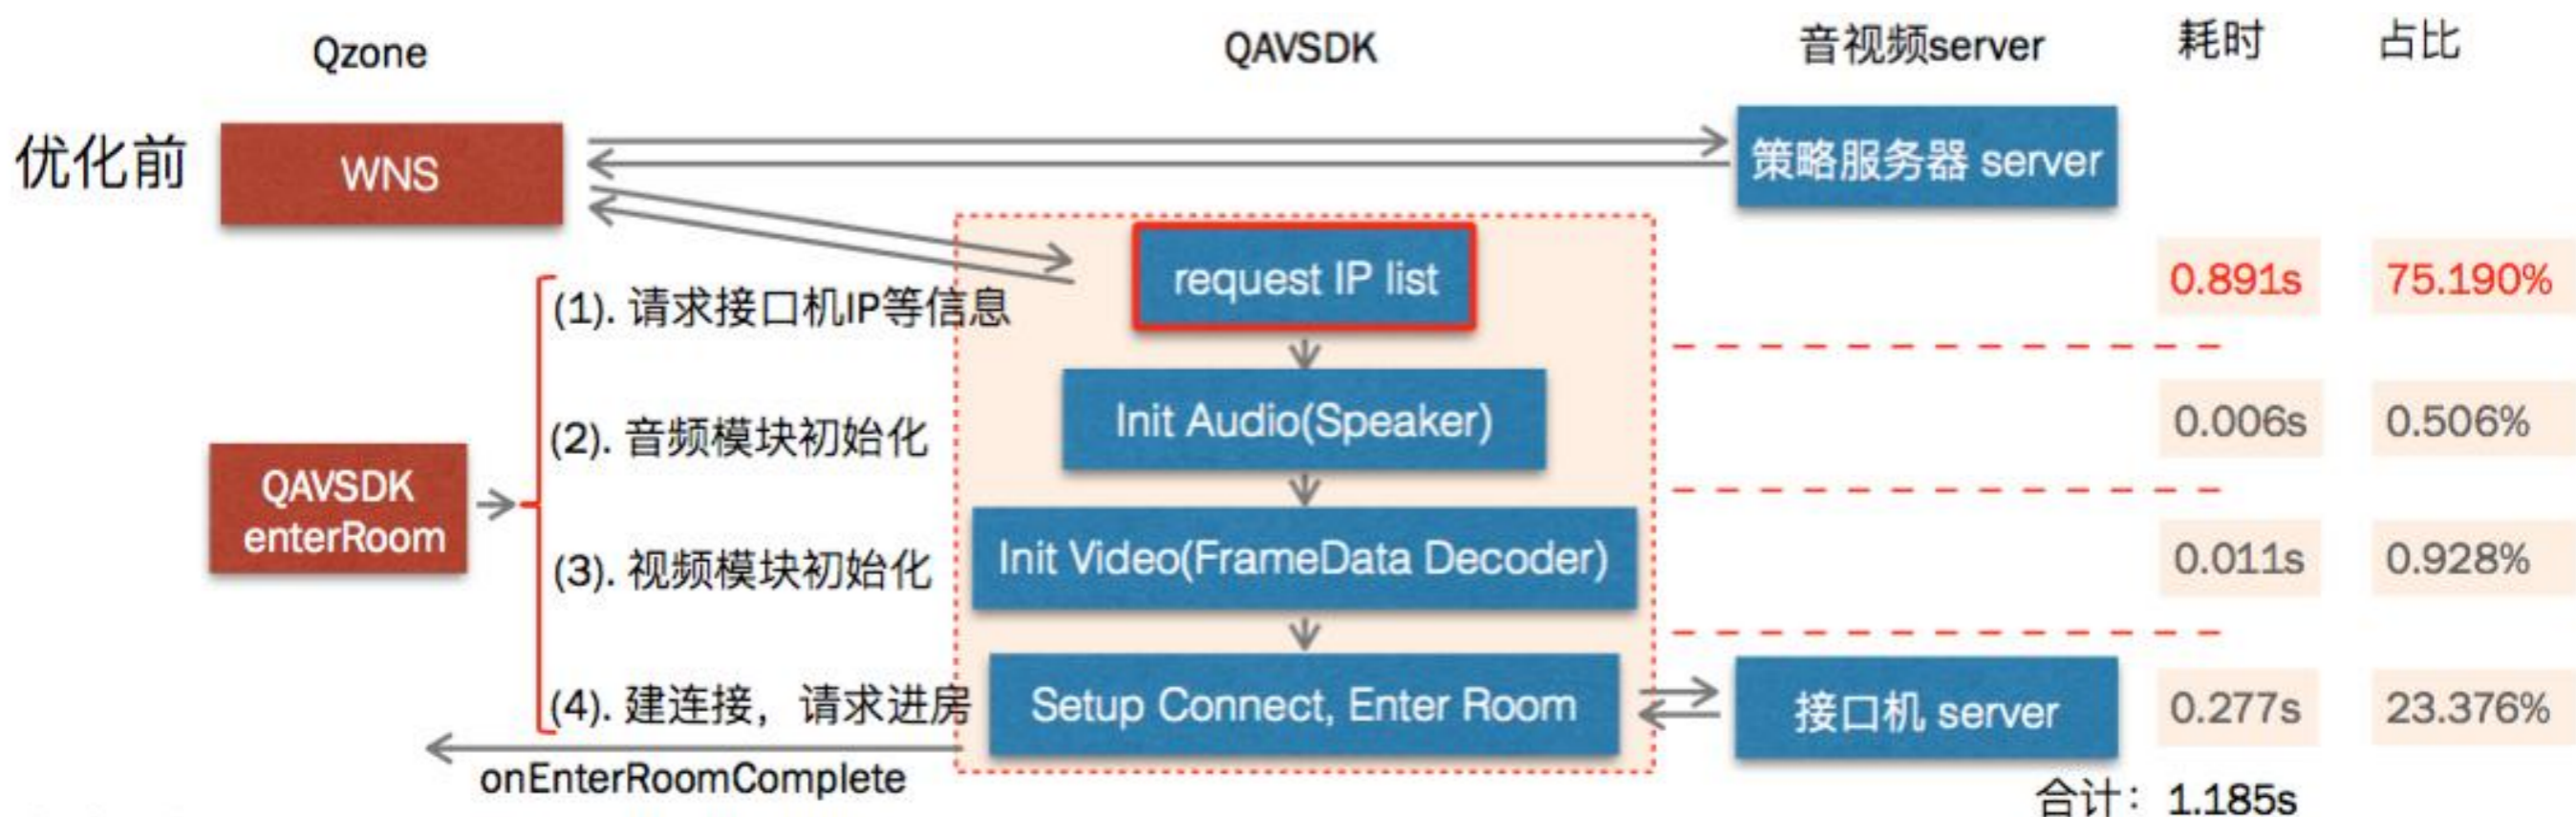 Qzone
QAVSDK
音视频server
耗时
占比
优化前
WNS
策略服务器 server
request IP list
0.891s
75.190%
(1). 请求接口机IP等信息
Init Audio(Speaker)
0.006s
0.506%
(2). 音频模块初始化
QAVSDK
enterRoom
Init Video(FrameData Decoder)
0.011s
0.928%
(3). 视频模块初始化
(4). 建连接，请求进房
Setup Connect, Enter Room
接口机 server
0.277s
23.376%
onEnterRoomComplete
合计：1.185s